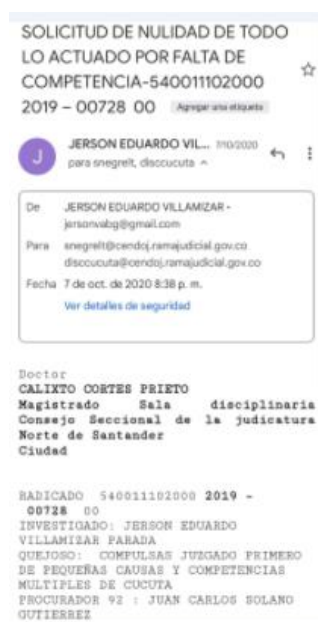 SOLICITUD DE NULIDAD DE TODO
LO ACTUADO POR FALTA DE
COMPETENCIA-540011102000
2019 – 00728 00 Agregar una etiqueta
J
JERSON EDUARDO VIL... 7/10/2020
para snegrelt, disccucuta
De JERSON EDUARDO VILLAMIZAR -
jersonvabg@gmail.com
Para snegrelt@cendoj.ramajudicial.gov.co
disccucuta@cendoj.ramajudicial.gov.co
Fecha 7 de oct. de 2020 8:38 p. m.
Ver detalles de seguridad
Doctor
CALIXTO CORTES PRIETO
Magistrado Sala disciplinaria
Consejo Seccional de la judicatura
Norte de Santander
Ciudad
RADICADO 540011102000 2019 –
00728 00
INVESTIGADO: JERSON EDUARDO
VILLAMIZAR PARADA
QUEJOSO: COMPULSAS JUZGADO PRIMERO
DE PEQUEÑAS CAUSAS Y COMPETENCIAS
MULTIPLES DE CUCUTA
PROCURADOR 92 : JUAN CARLOS SOLANO
GUTIERREZ